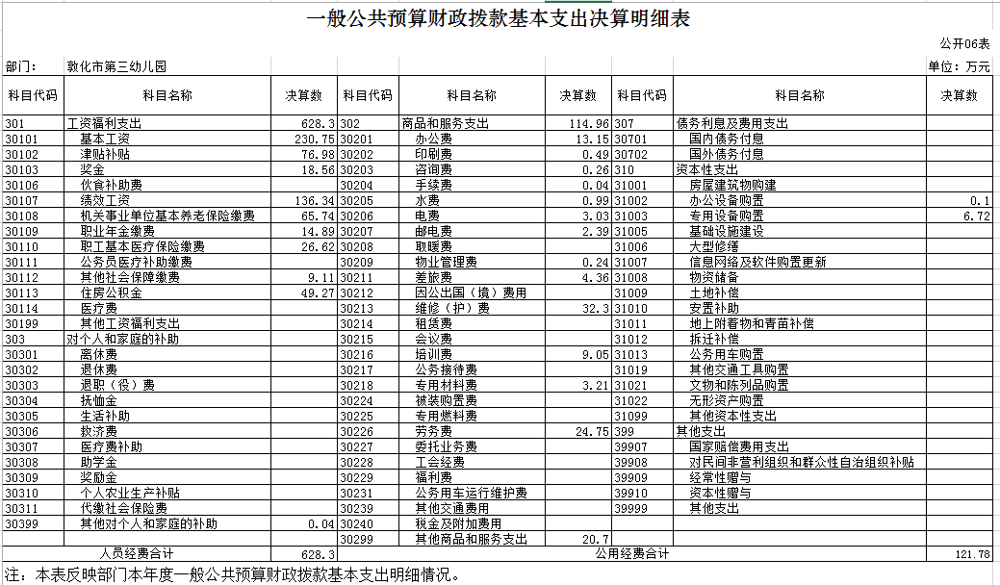 一般公共预算财政拨款基本支出决算明细表
公开06表
部门： 敦化市第三幼儿园 单位：万元
科目代码 科目名称 决算数 科目代码 科目名称 决算数 科目代码 科目名称 决算数
301 工资福利支出 628.3 302 商品和服务支出 114.96 307 债务利息及费用支出
30101 基本工资 230.75 30201 办公费 13.15 30701 国内债务付息
30102 津贴补贴 76.98 30202 印刷费 0.49 30702 国外债务付息
30103 奖金 18.56 30203 咨询费 0.26 310 资本性支出
30106 伙食补助费 30204 手续费 0.04 31001 房屋建筑物购建
30107 绩效工资 136.34 30205 水费 0.99 31002 办公设备购置 0.1
30108 机关事业单位基本养老保险缴费 65.74 30206 电费 3.03 31003 专用设备购置 6.72
30109 职业年金缴费 14.89 30207 邮电费 2.39 31005 基础设施建设
30110 职工基本医疗保险缴费 26.62 30208 取暖费 31006 大型修缮
30111 公务员医疗补助缴费 30209 物业管理费 0.24 31007 信息网络及软件购置更新
30112 其他社会保障缴费 9.11 30211 差旅费 4.36 31008 物资储备
30113 住房公积金 49.27 30212 因公出国（境）费用 31009 土地补偿
30114 医疗费 30213 维修（护）费 32.3 31010 安置补助
30199 其他工资福利支出 30214 租赁费 31011 地上附着物和青苗补偿
303 对个人和家庭的补助 30215 会议费 31012 拆迁补偿
30301 离休费 30216 培训费 9.05 31013 公务用车购置
30302 退休费 30217 公务接待费 31019 其他交通工具购置
30303 退职（役）费 30218 专用材料费 3.21 31021 文物和陈列品购置
30304 抚恤金 30224 被装购置费 31022 无形资产购置
30305 生活补助 30225 专用燃料费 31099 其他资本性支出
30306 救济费 30226 劳务费 24.75 399 其他支出
30307 医疗费补助 30227 委托业务费 39907 国家赔偿费用支出
30308 助学金 30228 工会经费 39908 对民间非营利组织和群众性自治组织补贴
30309 奖励金 30229 福利费 39909 经常性赠与
30310 个人农业生产补贴 30231 公务用车运行维护费 39910 资本性赠与
30311 代缴社会保险费 30239 其他交通费用 39999 其他支出
30399 其他对个人和家庭的补助 0.04 30240 税金及附加费用
30299 其他商品和服务支出 20.7
人员经费合计 628.3 公用经费合计 121.78
注：本表反映部门本年度一般公共预算财政拨款基本支出明细情况。